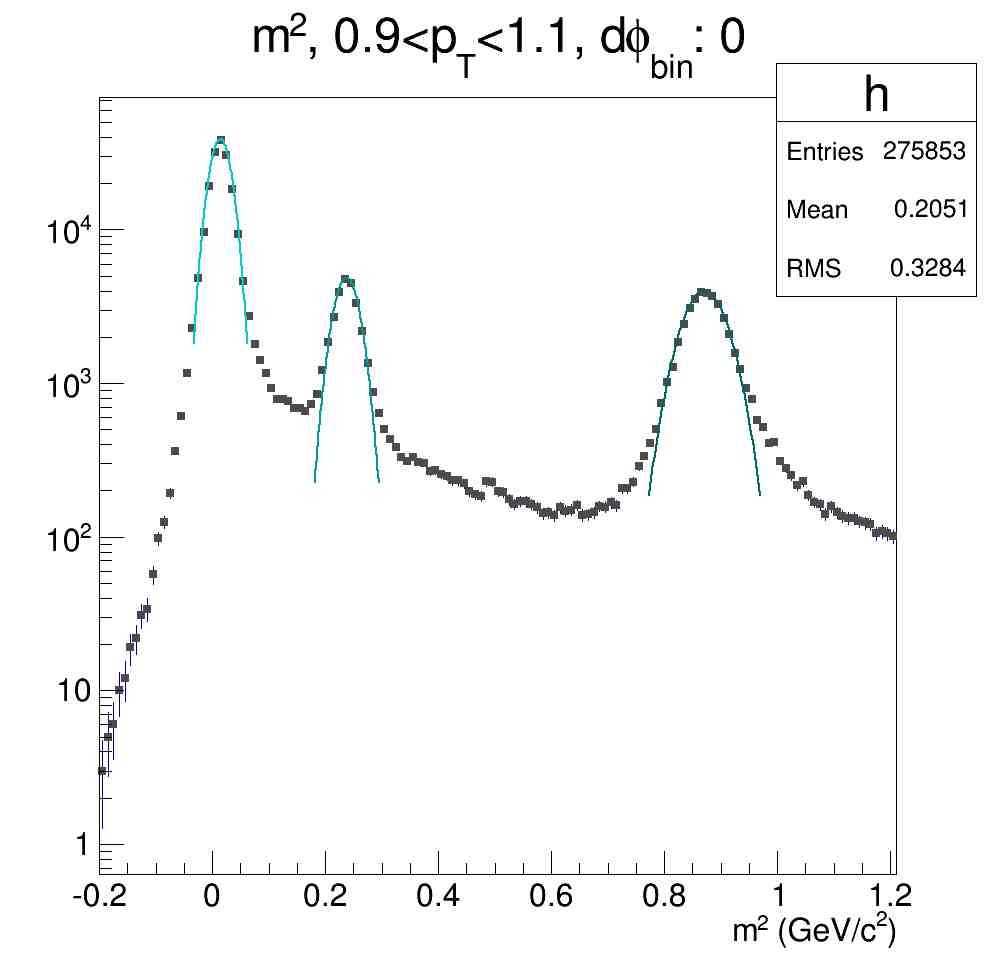 m², 0.9<p_T<1.1, dϕ_bin: 0
h
Entries 275853
Mean 0.2051
RMS 0.3284
10⁴
10³
10²
10
1
-0.2 0 0.2 0.4 0.6 0.8 1 1.2
m² (GeV/c²)